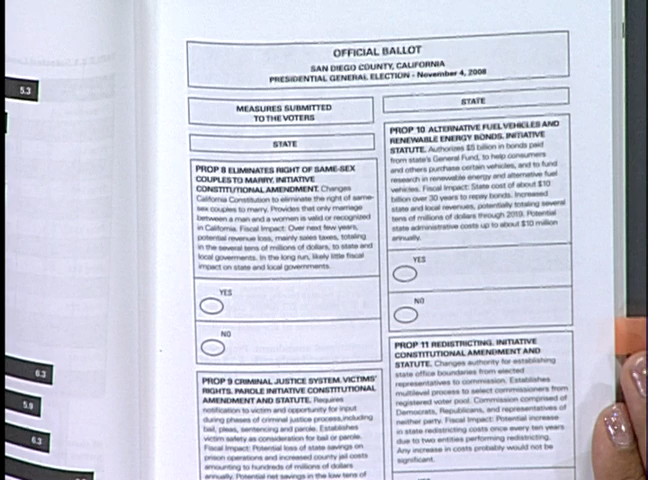 OFFICIAL BALLOT
SAN DIEGO COUNTY, CALIFORNIA
PRESIDENTIAL GENERAL ELECTION - November 4, 2008
MEASURES SUBMITTED
TO THE VOTERS
STATE
PROP 8 ELIMINATES RIGHT OF SAME-SEX
COUPLES TO MARRY. INITIATIVE
CONSTITUTIONAL AMENDMENT. Changes
California Constitution to eliminate the right of same-
sex couples to marry. Provides that only marriage
between a man and a women is valid or recognized
in California. Fiscal Impact: Over next few years,
potential revenue loss, mainly sales taxes, totaling
in the several tens of millions of dollars, to state and
local goverments. In the long run, likely little fiscal
impact on state and local governments.
YES
NO
PROP 9 CRIMINAL JUSTICE SYSTEM. VICTIMS'
RIGHTS. PAROLE INITIATIVE CONSTITUTIONAL
AMENDMENT AND STATUTE. Requires
notification to victim and opportunity for input
during phases of criminal justice process,including
bail, pleas, sentencing and parole. Establishes
victim safety as consideration for bail or parole.
Fiscal Impact: Potential loss of state savings on
prison operations and increased county jail costs
amounting to hundreds of millions of dollars
annually. Potential net savings in the low tens of
STATE
PROP 10 ALTERNATIVE FUEL VEHICLES AND
RENEWABLE ENERGY BONDS. INITIATIVE
STATUTE. Authorizes $5 billion in bonds paid
from state's General Fund, to help consumers
and others purchase certain vehicles, and to fund
research in renewable energy and alternative fuel
vehicles. Fiscal Impact: State cost of about $10
billion over 30 years to repay bonds. Increased
state and local revenues, potentially totaling several
tens of millions of dollars through 2019. Potential
state administrative costs up to about $10 million
annually.
YES
NO
PROP 11 REDISTRICTING. INITIATIVE
CONSTITUTIONAL AMENDMENT AND
STATUTE. Changes authority for establishing
state office boundaries from elected
representatives to commission. Establishes
multilevel process to select commissioners from
registered voter pool. Commission comprised of
Democrats, Republicans, and representatives of
neither party. Fiscal Impact: Potential increase
in state redistricting costs once every ten years
due to two entities performing redistricting.
Any increase in costs probably would not be
significant.
5.3
6.3
5.9
6.3